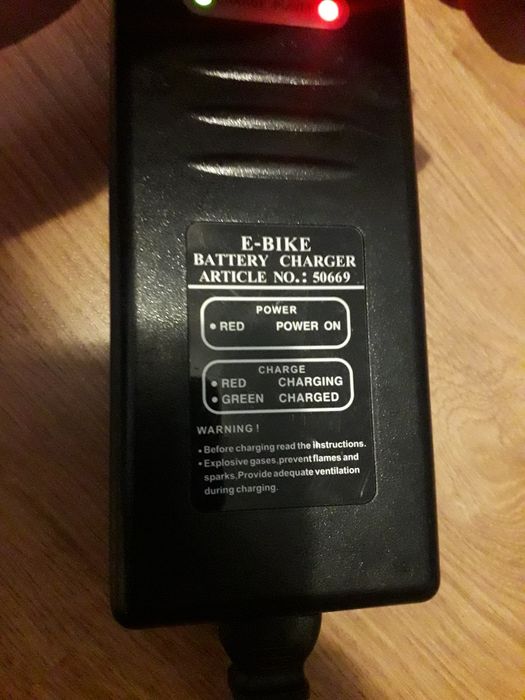 E-BIKE
BATTERY CHARGER
ARTICLE NO.: 50669
POWER
• RED POWER ON
CHARGE
• RED CHARGING
• GREEN CHARGED
WARNING !
• Before charging read the instructions.
• Explosive gases,prevent flames and
sparks,Provide adequate ventilation
during charging.